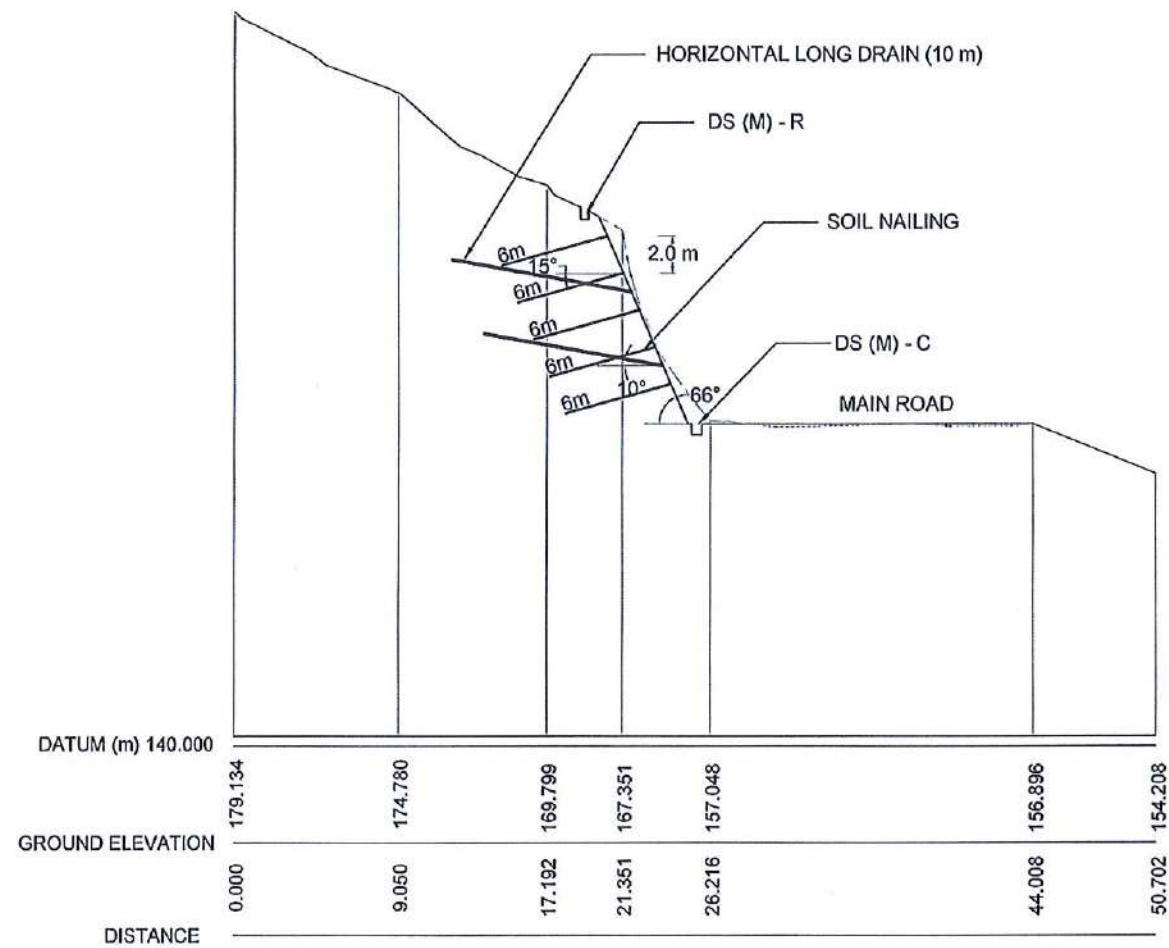 HORIZONTAL LONG DRAIN (10 m)
DS (M) - R
SOIL NAILING
6m
2.0 m
15°
6m
6m
DS (M) - C
6m
10°
66°
6m
MAIN ROAD
DATUM (m) 140.000
179.134
174.780
169.799
167.351
157.048
156.896
154.208
GROUND ELEVATION
0.000
9.050
17.192
21.351
26.216
44.008
50.702
DISTANCE